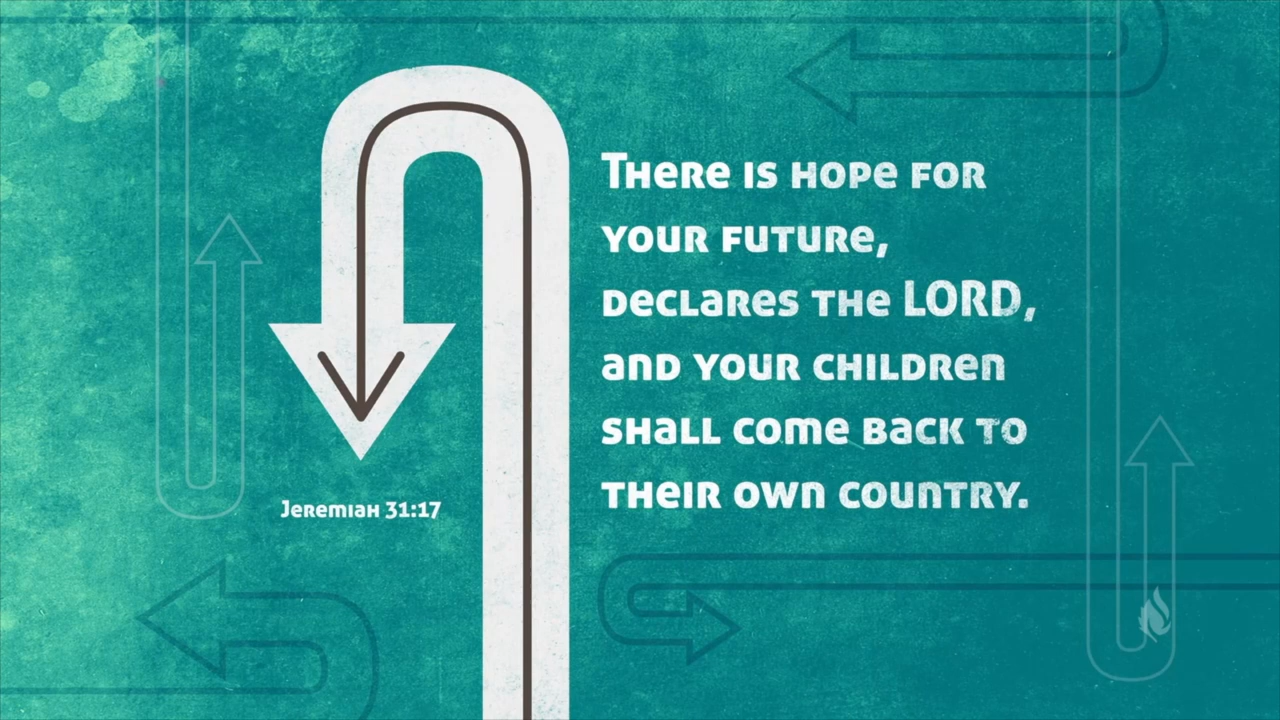 There is hope for
your future,
declares the LORD,
and your children
shall come back to
their own country.
Jeremiah 31:17